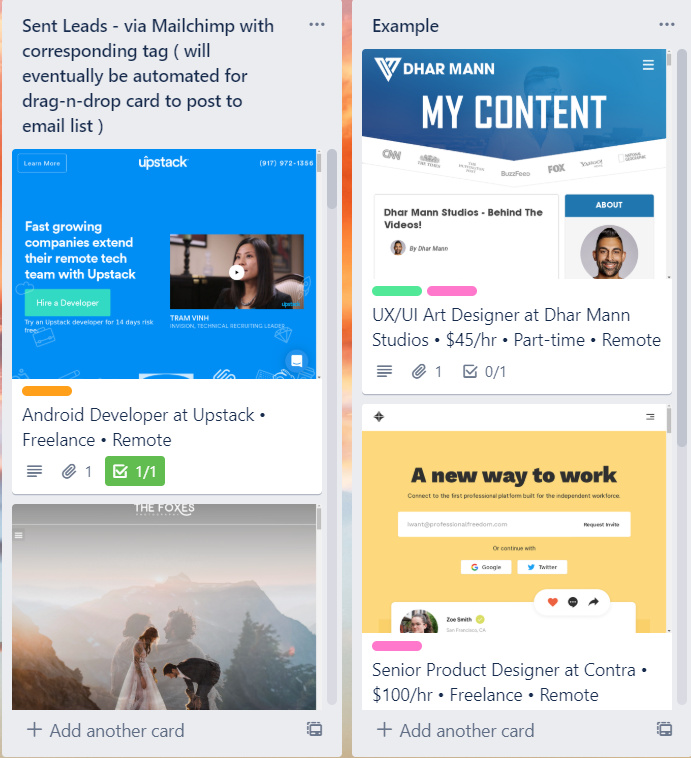 Sent Leads - via Mailchimp with
corresponding tag ( will
eventually be automated for
drag-n-drop card to post to
email list )
Learn More
upstack
(917) 972-1356
Fast growing
companies extend
their remote tech
team with Upstack
Hire a Developer
Try an Upstack developer for 14 days risk
free.
upstack
TRAM VINH
INVISION, TECHNICAL RECRUITING LEADER
Android Developer at Upstack •
Freelance • Remote
1
1/1
THE FOXES
PHOTOGRAPHY
+ Add another card
Example
DHAR MANN
MY CONTENT
CNN
THE FOXES
BuzzFeed
FOX
YAHOO!
NATIONAL
GEOGRAPHIC
Dhar Mann Studios - Behind The
Videos!
By Dhar Mann
ABOUT
UX/UI Art Designer at Dhar Mann
Studios • $45/hr • Part-time • Remote
1
0/1
A new way to work
Connect to the first professional platform built for the independent workforce.
iwant@professionalfreedom.com
Request Invite
Or continue with
Google
Twitter
Zoe Smith
San Francisco, CA
Senior Product Designer at Contra •
$100/hr • Freelance • Remote
+ Add another card